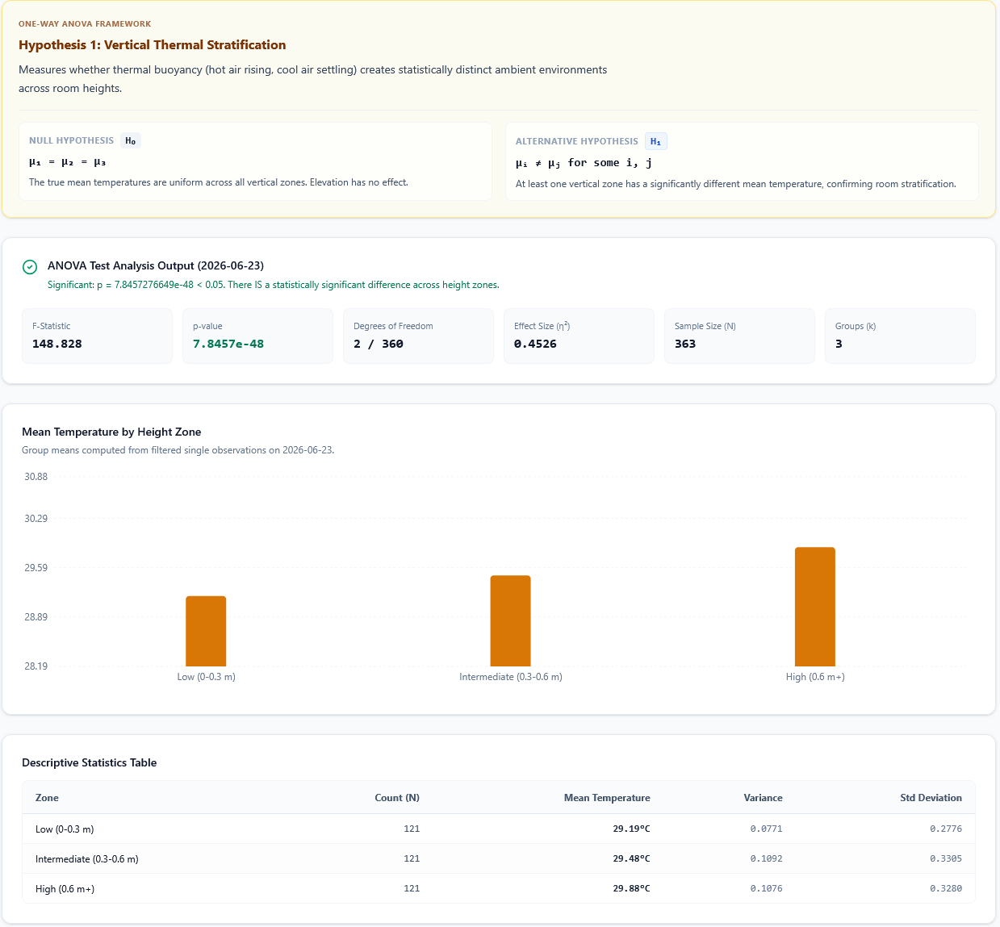 ONE-WAY ANOVA FRAMEWORK
Hypothesis 1: Vertical Thermal Stratification
Measures whether thermal buoyancy (hot air rising, cool air settling) creates statistically distinct ambient environments
across room heights.
NULL HYPOTHESIS H₀
μ₁ = μ₂ = μ₃
The true mean temperatures are uniform across all vertical zones. Elevation has no effect.
ALTERNATIVE HYPOTHESIS H₁
μᵢ ≠ μⱼ for some i, j
At least one vertical zone has a significantly different mean temperature, confirming room stratification.
ANOVA Test Analysis Output (2026-06-23)
Significant: p = 7.8457276649e-48 < 0.05. There IS a statistically significant difference across height zones.
F-Statistic
148.828
p-value
7.8457e-48
Degrees of Freedom
2 / 360
Effect Size (η²)
0.4526
Sample Size (N)
363
Groups (k)
3
Mean Temperature by Height Zone
Group means computed from filtered single observations on 2026-06-23.
30.88
30.29
29.59
28.89
28.19
Low (0-0.3 m) Intermediate (0.3-0.6 m) High (0.6 m+)
Descriptive Statistics Table
Zone Count (N) Mean Temperature Variance Std Deviation
Low (0-0.3 m) 121 29.19°C 0.0771 0.2776
Intermediate (0.3-0.6 m) 121 29.48°C 0.1092 0.3305
High (0.6 m+) 121 29.88°C 0.1076 0.3280